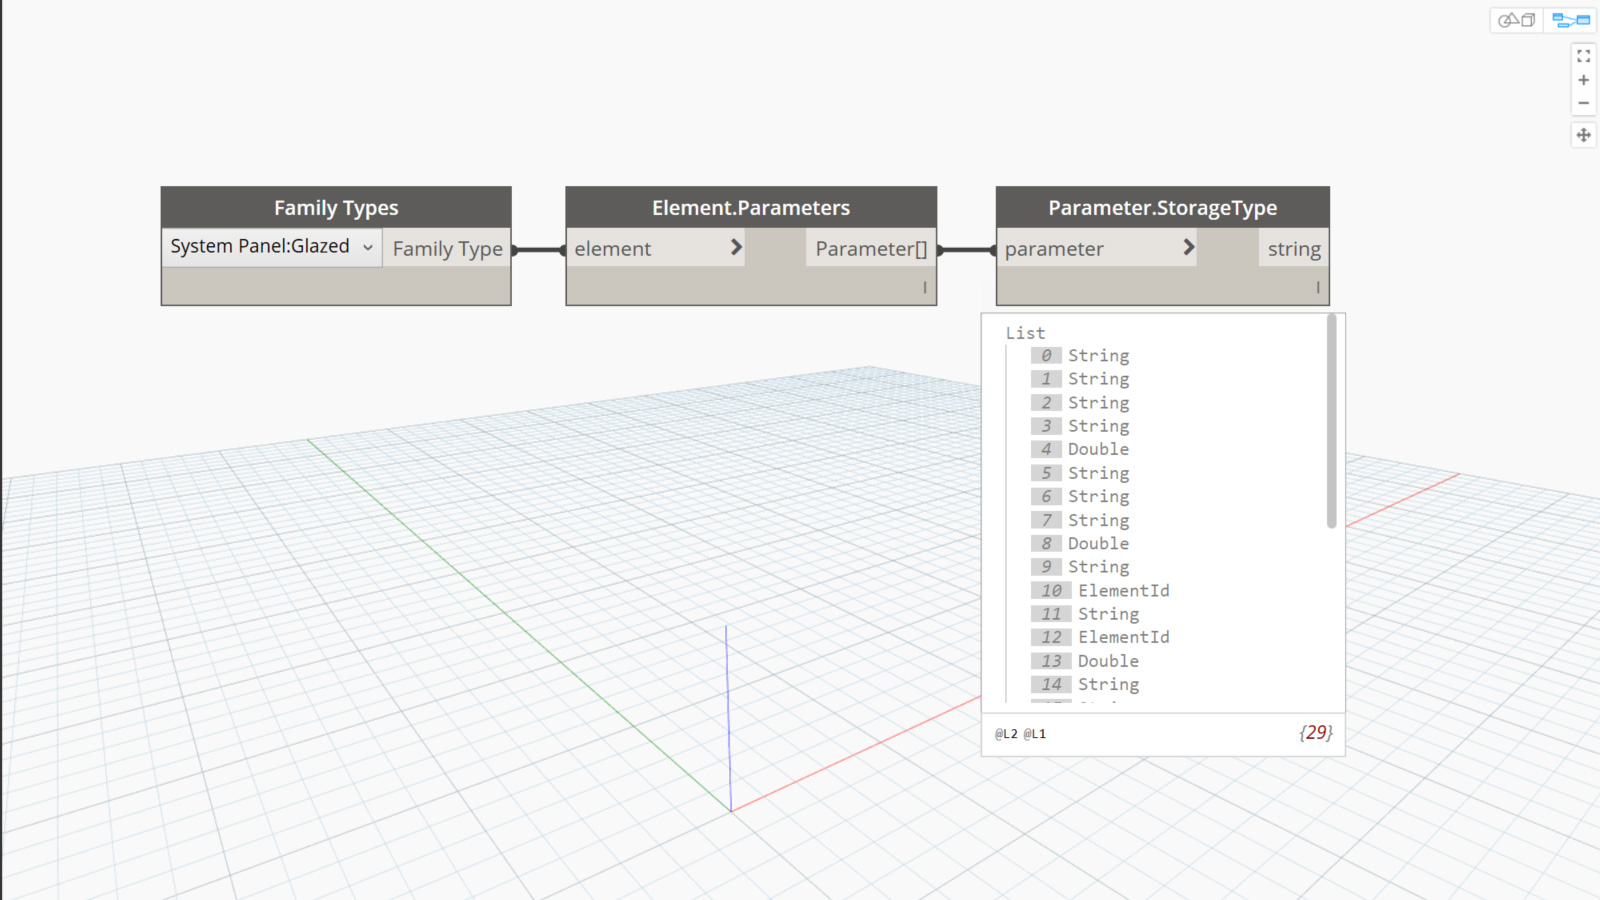 Family Types
System Panel:Glazed
Family Type
Element.Parameters
element
Parameter[]
l
Parameter.StorageType
parameter
string
l
List
0 String
1 String
2 String
3 String
4 Double
5 String
6 String
7 String
8 Double
9 String
10 ElementId
11 String
12 ElementId
13 Double
14 String
@L2 @L1
{29}